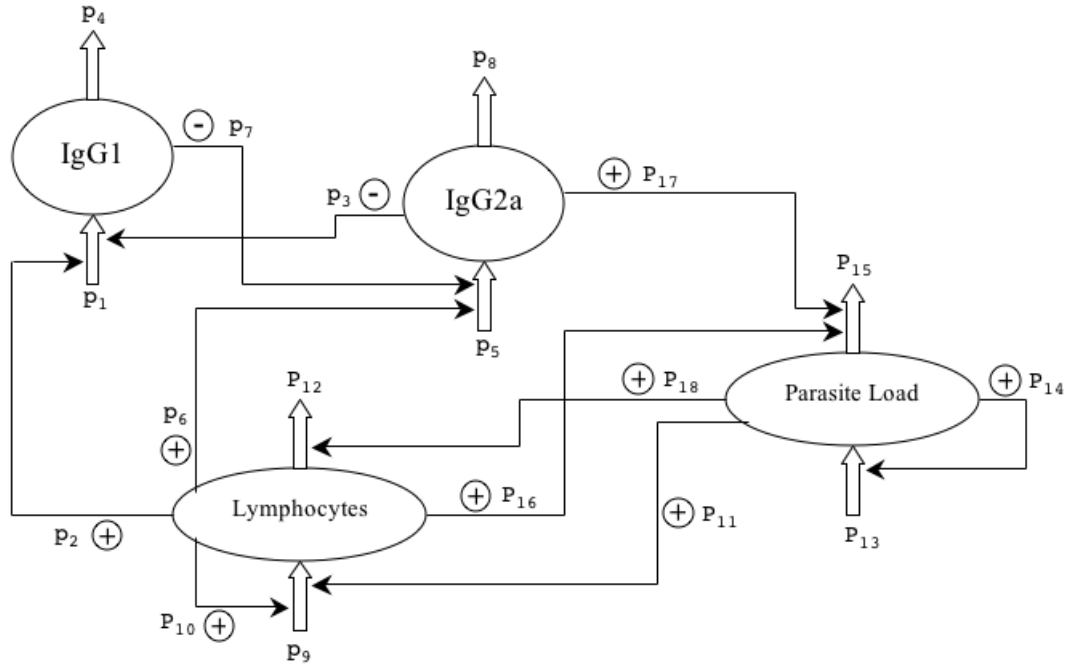 p4
p8
- p7
IgG1
p3 -
+ P17
IgG2a
P15
p1
p5
P12
+ P18
+ P14
Parasite Load
p6
+
Lymphocytes
+ P16
+ P11
p2 +
P13
P10 +
p9